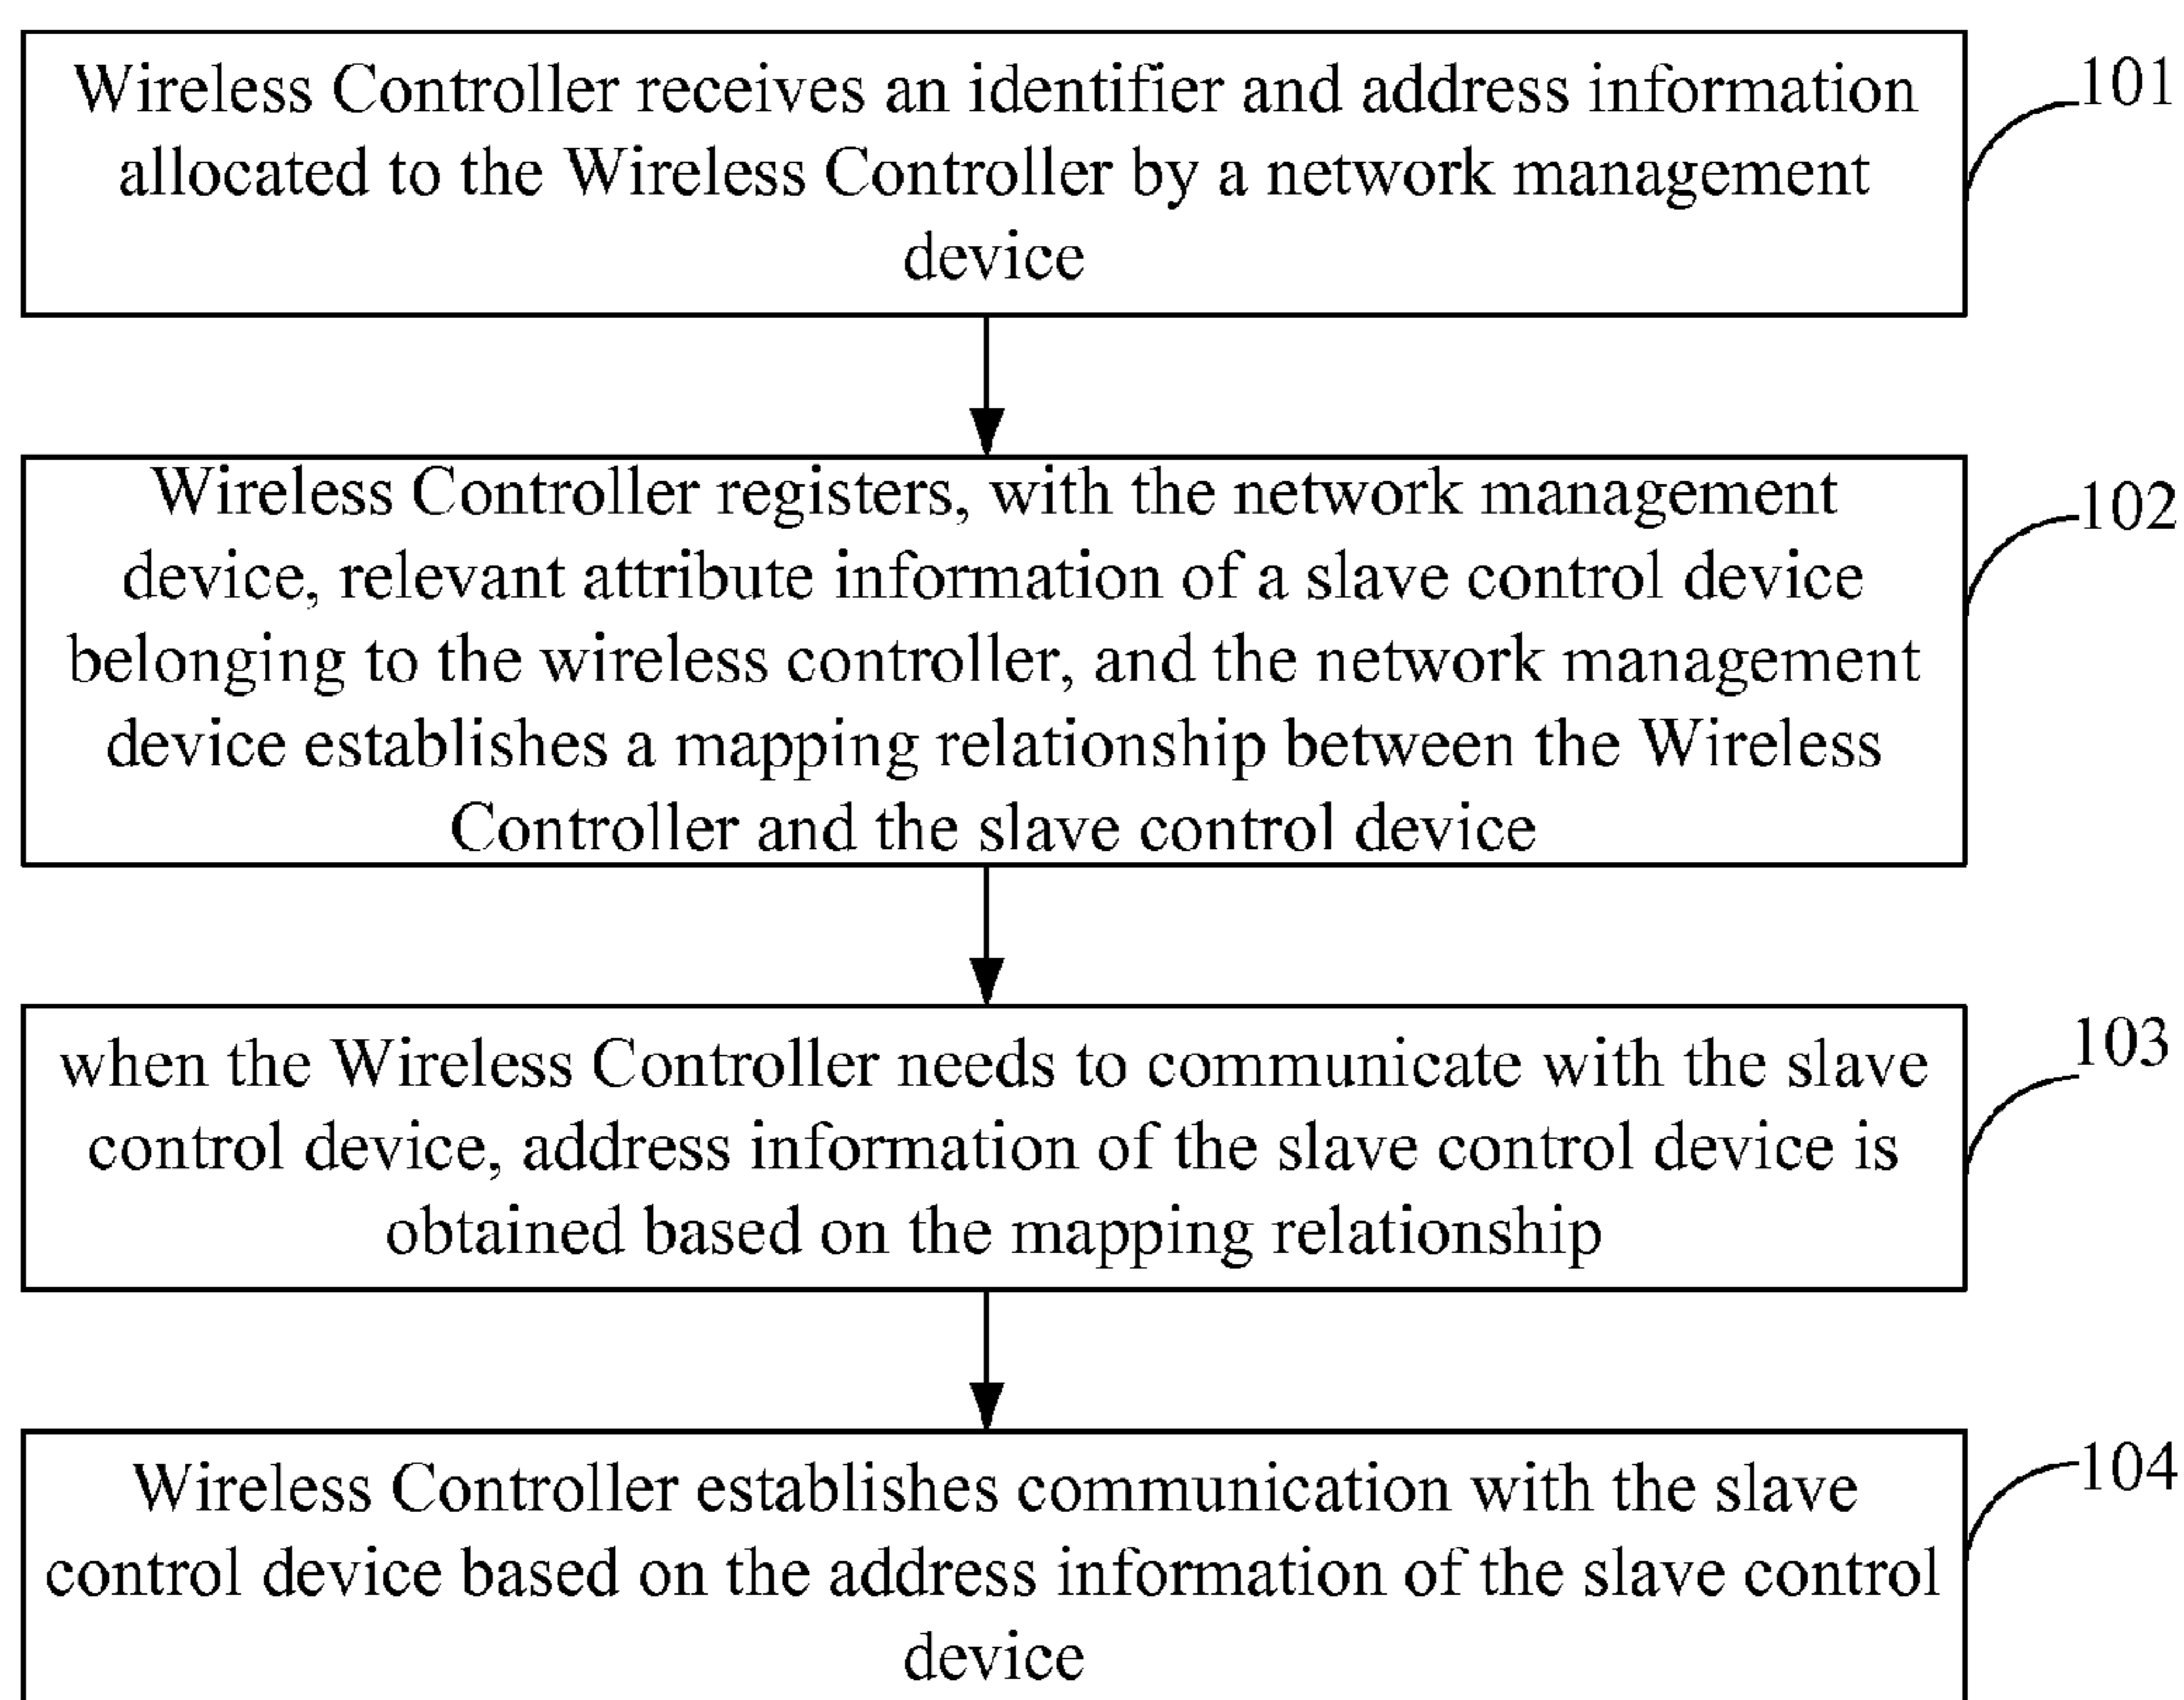 Wireless Controller receives an identifier and address information
allocated to the Wireless Controller by a network management
device
101
Wireless Controller registers, with the network management
device, relevant attribute information of a slave control device
belonging to the wireless controller, and the network management
device establishes a mapping relationship between the Wireless
Controller and the slave control device
102
when the Wireless Controller needs to communicate with the slave
control device, address information of the slave control device is
obtained based on the mapping relationship
103
Wireless Controller establishes communication with the slave
control device based on the address information of the slave control
device
104